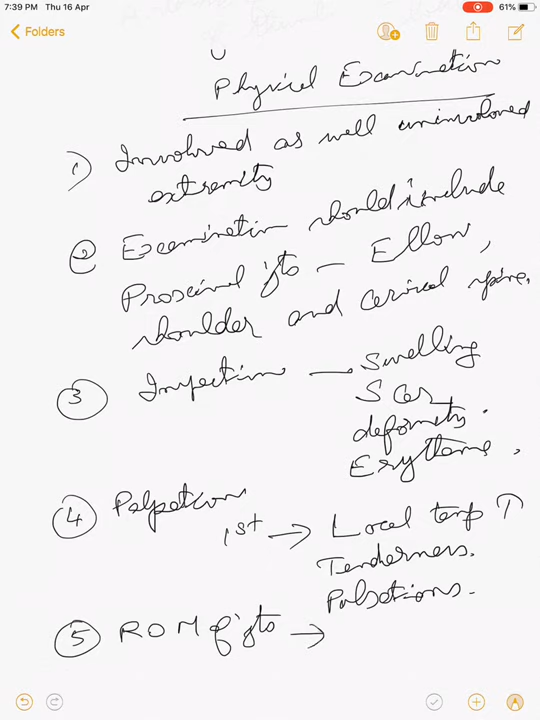 7:39 PM Thu 16 Apr 61%
Folders
Physical Examination
1) Involved as well uninvolved
extremity
② Examination should include
Proximal jts - Elbow,
shoulder and cervical spine.
③ Inspection — Swelling
Scar
deformity.
Erythema.
④ Palpation
1st → Local temp ↑
Tenderness.
Pulsations.
⑤ ROM of jts →